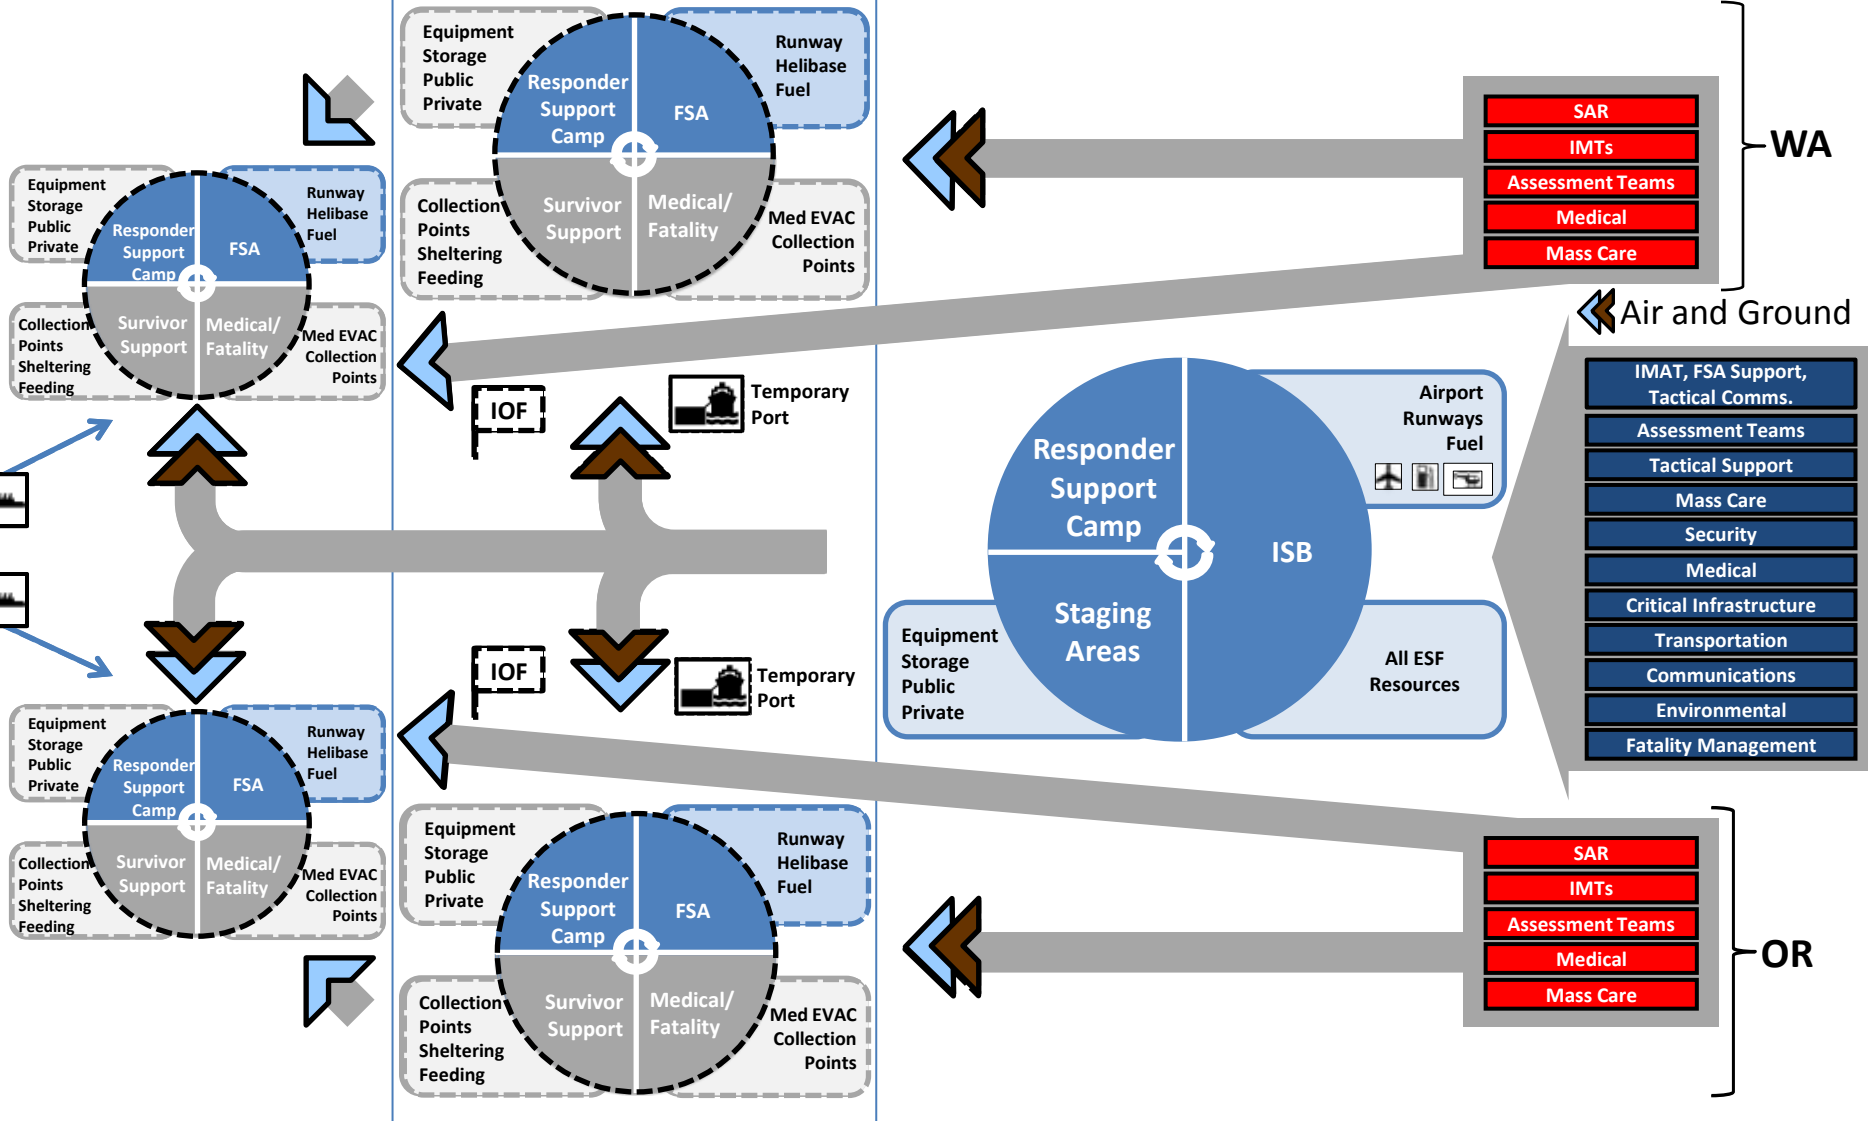 Equipment
Storage
Public
Private
Responder
Support
Camp
FSA
Runway
Helibase
Fuel
Collection
Points
Sheltering
Feeding
Survivor
Support
Medical/
Fatality
Med EVAC
Collection
Points
SAR
IMTs
Assessment Teams
Medical
Mass Care
WA
Equipment
Storage
Public
Private
Responder
Support
Camp
FSA
Runway
Helibase
Fuel
Collection
Points
Sheltering
Feeding
Survivor
Support
Medical/
Fatality
Med EVAC
Collection
Points
Air and Ground
IOF
Temporary
Port
Responder
Support
Camp
ISB
Staging
Areas
Airport
Runways
Fuel
Equipment
Storage
Public
Private
All ESF
Resources
IMAT, FSA Support,
Tactical Comms.
Assessment Teams
Tactical Support
Mass Care
Security
Medical
Critical Infrastructure
Transportation
Communications
Environmental
Fatality Management
IOF
Temporary
Port
Equipment
Storage
Public
Private
Responder
Support
Camp
FSA
Runway
Helibase
Fuel
Collection
Points
Sheltering
Feeding
Survivor
Support
Medical/
Fatality
Med EVAC
Collection
Points
Equipment
Storage
Public
Private
Responder
Support
Camp
FSA
Runway
Helibase
Fuel
Collection
Points
Sheltering
Feeding
Survivor
Support
Medical/
Fatality
Med EVAC
Collection
Points
SAR
IMTs
Assessment Teams
Medical
Mass Care
OR